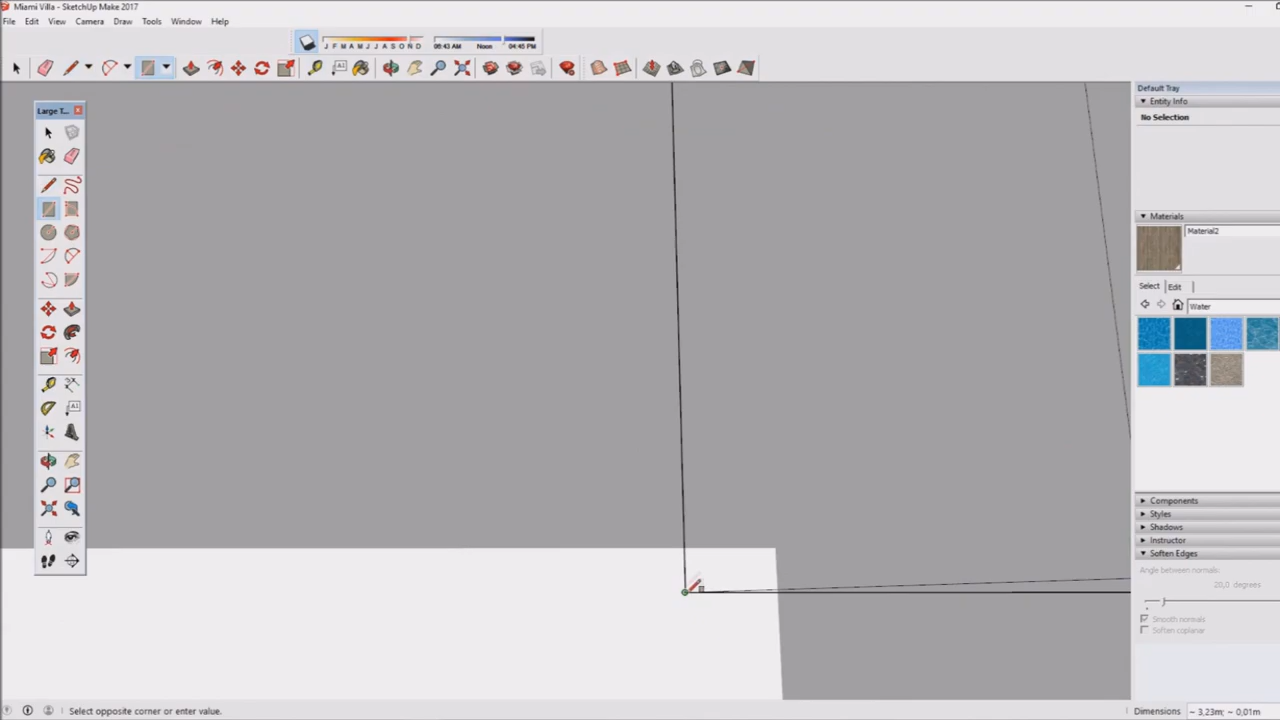 Miami Villa - SketchUp Make 2017
File Edit View Camera Draw Tools Window Help
J F M A M J J A S O N D 06:43 AM Noon 04:45 PM
Large T...
Default Tray
Entity Info
No Selection
Materials
Material2
Select Edit
Water
Components
Styles
Shadows
Instructor
Soften Edges
Angle between normals:
20,0 degrees
Smooth normals
Soften coplanar
Select opposite corner or enter value.
Dimensions ~ 3,23m; ~ 0,01m